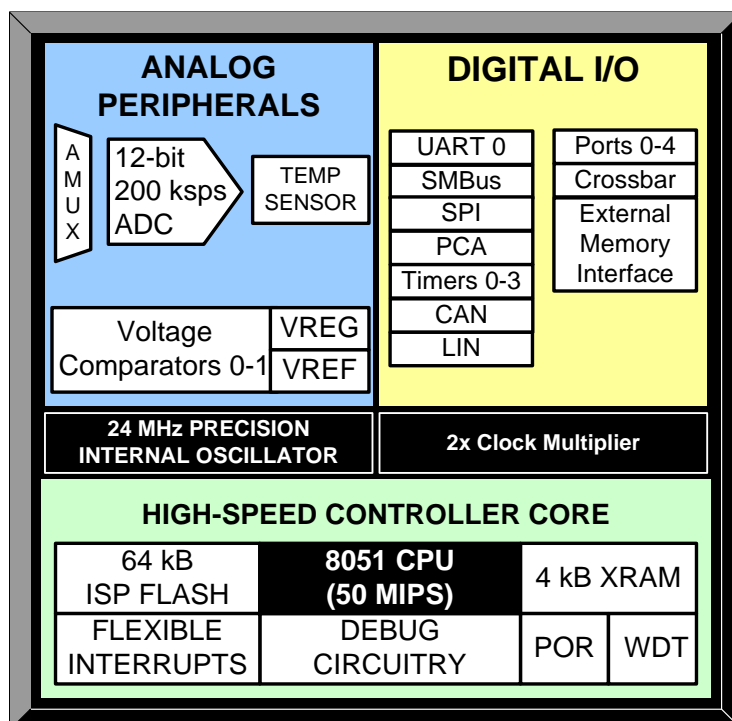 ANALOG
PERIPHERALS
A
M
U
X
12-bit
200 ksps
ADC
TEMP
SENSOR
Voltage
Comparators 0-1
VREG
VREF
DIGITAL I/O
UART 0
SMBus
SPI
PCA
Timers 0-3
CAN
LIN
Ports 0-4
Crossbar
External
Memory
Interface
24 MHz PRECISION
INTERNAL OSCILLATOR
2x Clock Multiplier
HIGH-SPEED CONTROLLER CORE
64 kB
ISP FLASH
8051 CPU
(50 MIPS)
4 kB XRAM
FLEXIBLE
INTERRUPTS
DEBUG
CIRCUITRY
POR
WDT